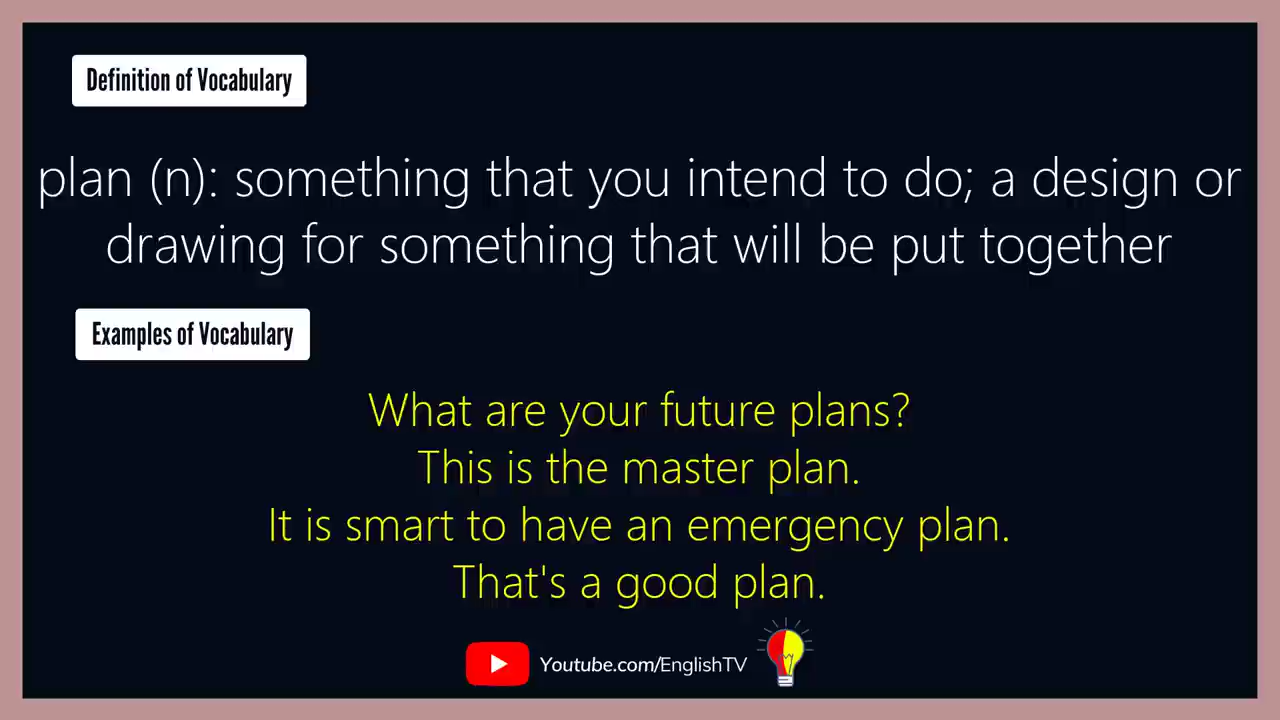 Definition of Vocabulary
plan (n): something that you intend to do; a design or
drawing for something that will be put together
Examples of Vocabulary
What are your future plans?
This is the master plan.
It is smart to have an emergency plan.
That's a good plan.
Youtube.com/EnglishTV